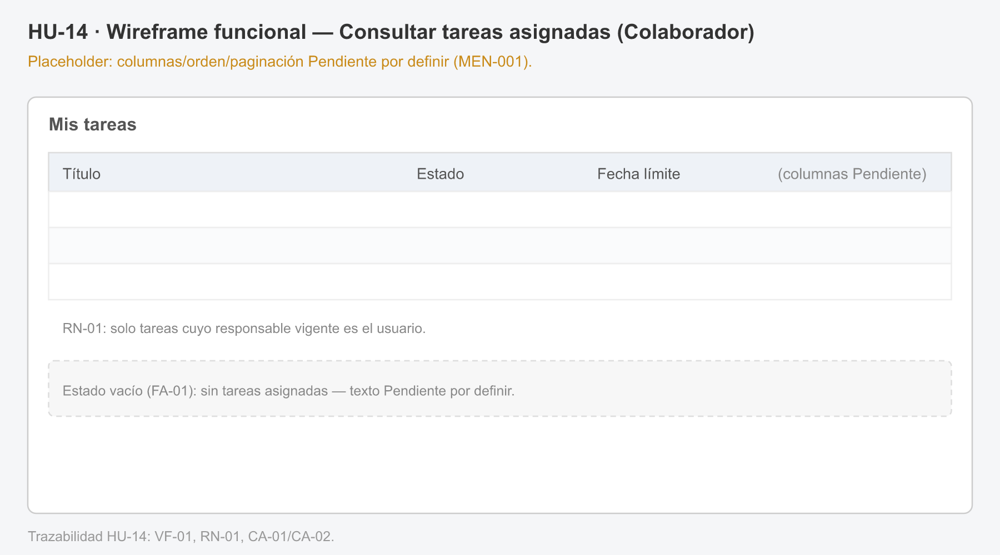 HU-14 · Wireframe funcional — Consultar tareas asignadas (Colaborador)
Placeholder: columnas/orden/paginación Pendiente por definir (MEN-001).
Mis tareas
Título Estado Fecha límite (columnas Pendiente)
RN-01: solo tareas cuyo responsable vigente es el usuario.
Estado vacío (FA-01): sin tareas asignadas — texto Pendiente por definir.
Trazabilidad HU-14: VF-01, RN-01, CA-01/CA-02.